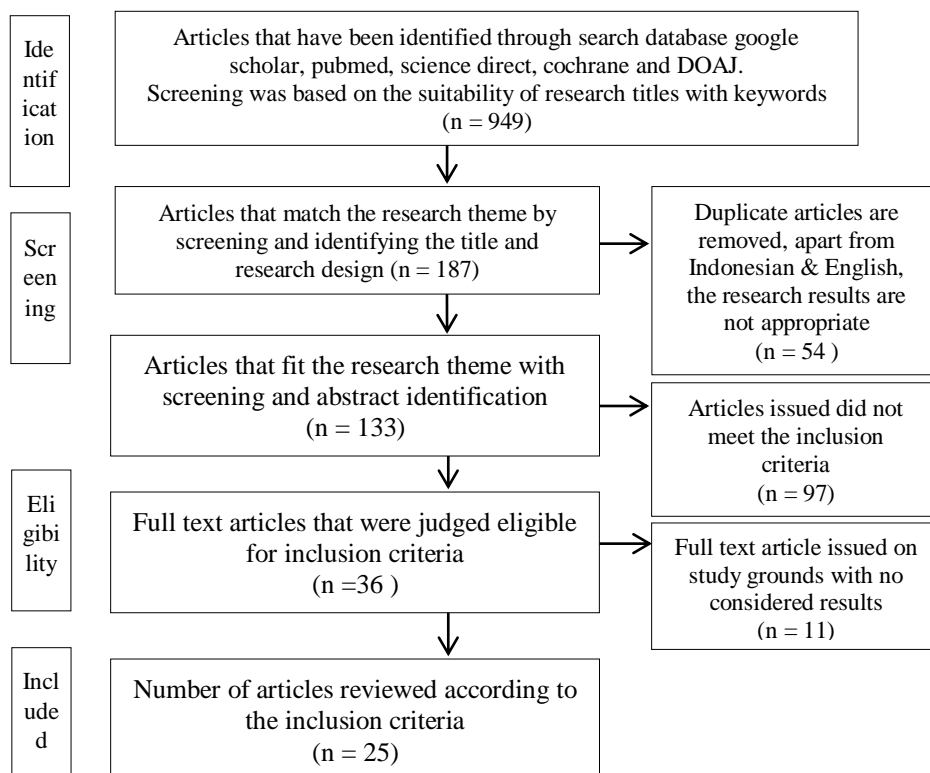 Ide
ntif
icat
ion
Articles that have been identified through search database google
scholar, pubmed, science direct, cochrane and DOAJ.
Screening was based on the suitability of research titles with keywords
(n = 949)
Scr
een
ing
Articles that match the research theme by
screening and identifying the title and
research design (n = 187)
Duplicate articles are
removed, apart from
Indonesian & English,
the research results are
not appropriate
(n = 54 )
Articles that fit the research theme with
screening and abstract identification
(n = 133)
Articles issued did not
meet the inclusion
criteria
(n = 97)
Eli
gibi
lity
Full text articles that were judged eligible
for inclusion criteria
(n =36 )
Full text article issued on
study grounds with no
considered results
(n = 11)
Incl
ude
d
Number of articles reviewed according to
the inclusion criteria
(n = 25)